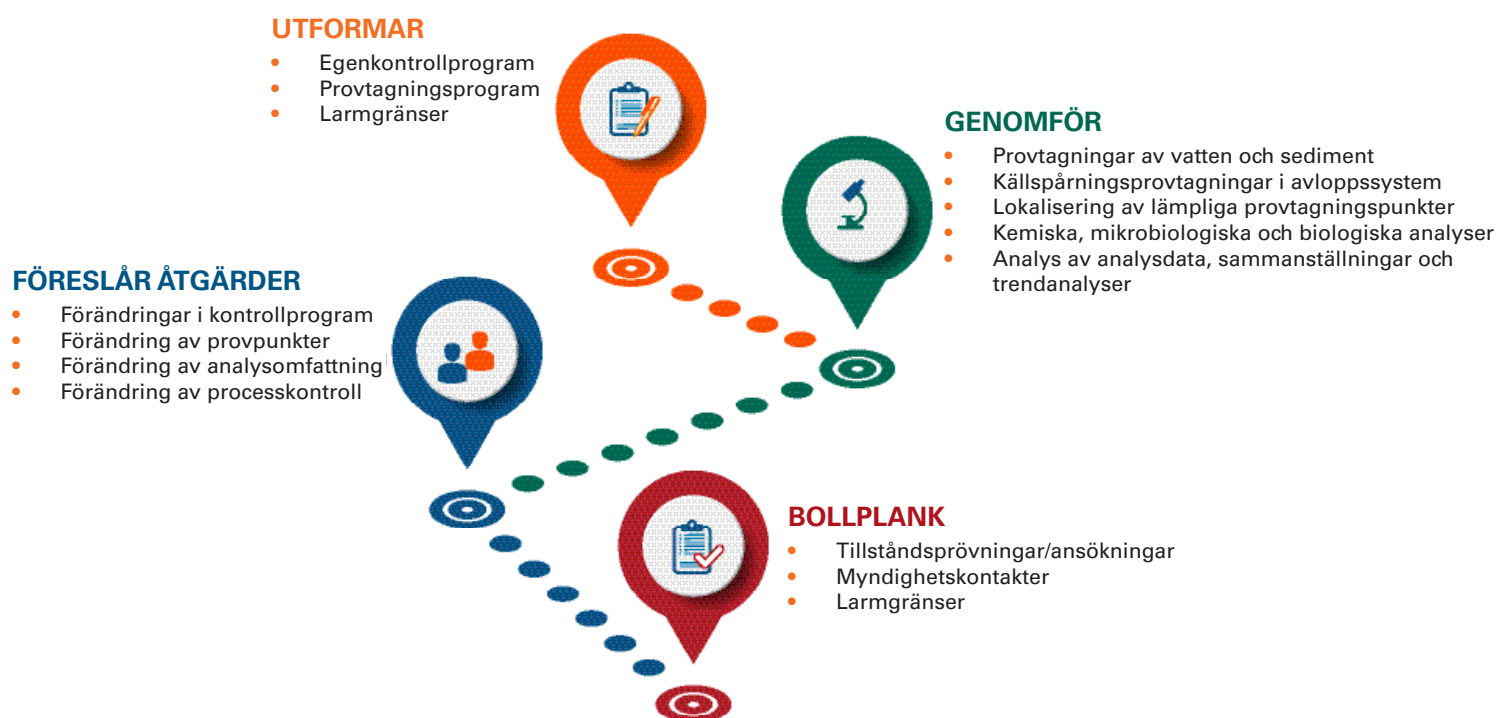 UTFORMAR
• Egenkontrollprogram
• Provtagningsprogram
• Larmgränser
GENOMFÖR
• Provtagningar av vatten och sediment
• Källspårningsprovtagningar i avloppssystem
• Lokalisering av lämpliga provtagningspunkter
• Kemiska, mikrobiologiska och biologiska analyser
• Analys av analysdata, sammanställningar och
trendanalyser
FÖRESLÅR ÅTGÄRDER
• Förändringar i kontrollprogram
• Förändring av provpunkter
• Förändring av analysomfattning
• Förändring av processkontroll
BOLLPLANK
• Tillståndsprövningar/ansökningar
• Myndighetskontakter
• Larmgränser